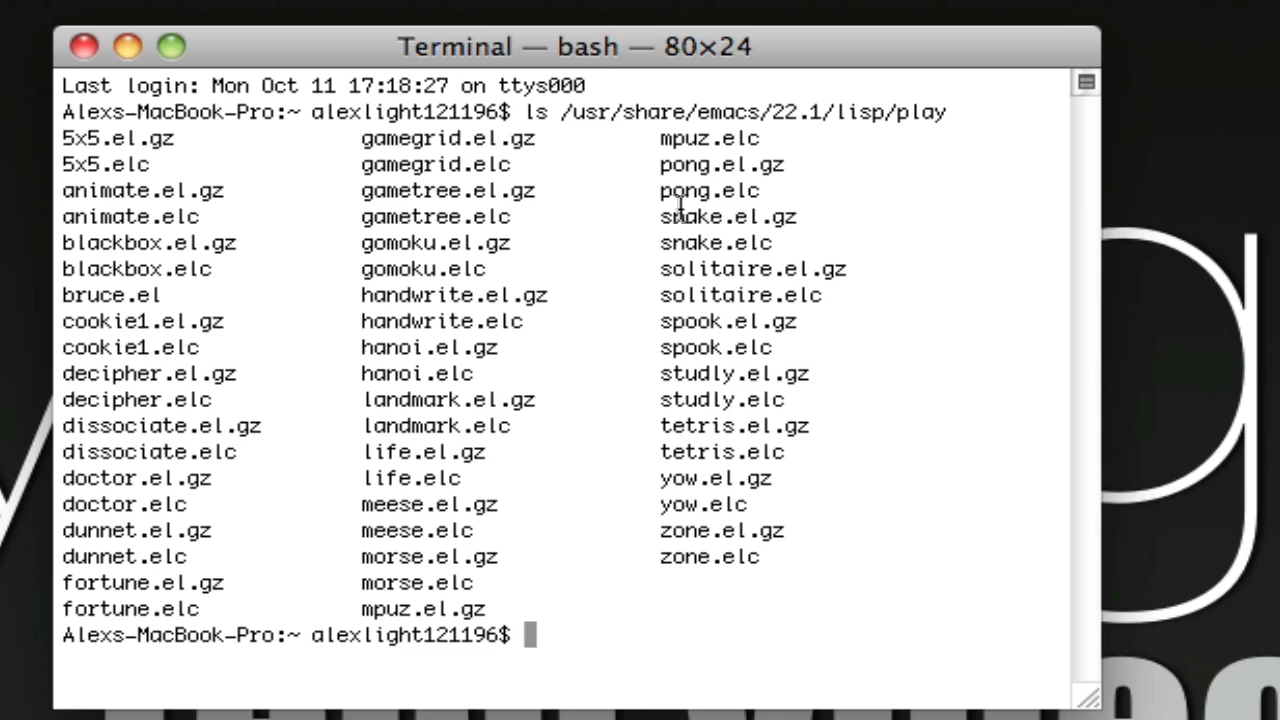 Terminal — bash — 80×24
Last login: Mon Oct 11 17:18:27 on ttys000
Alexs-MacBook-Pro:~ alexlight121196$ ls /usr/share/emacs/22.1/lisp/play
5x5.el.gz gamegrid.el.gz mpuz.elc
5x5.elc gamegrid.elc pong.el.gz
animate.el.gz gametree.el.gz pong.elc
animate.elc gametree.elc snake.el.gz
blackbox.el.gz gomoku.el.gz snake.elc
blackbox.elc gomoku.elc solitaire.el.gz
bruce.el handwrite.el.gz solitaire.elc
cookie1.el.gz handwrite.elc spook.el.gz
cookie1.elc hanoi.el.gz spook.elc
decipher.el.gz hanoi.elc studly.el.gz
decipher.elc landmark.el.gz studly.elc
dissociate.el.gz landmark.elc tetris.el.gz
dissociate.elc life.el.gz tetris.elc
doctor.el.gz life.elc yow.el.gz
doctor.elc meese.el.gz yow.elc
dunnet.el.gz meese.elc zone.el.gz
dunnet.elc morse.el.gz zone.elc
fortune.el.gz morse.elc
fortune.elc mpuz.el.gz
Alexs-MacBook-Pro:~ alexlight121196$